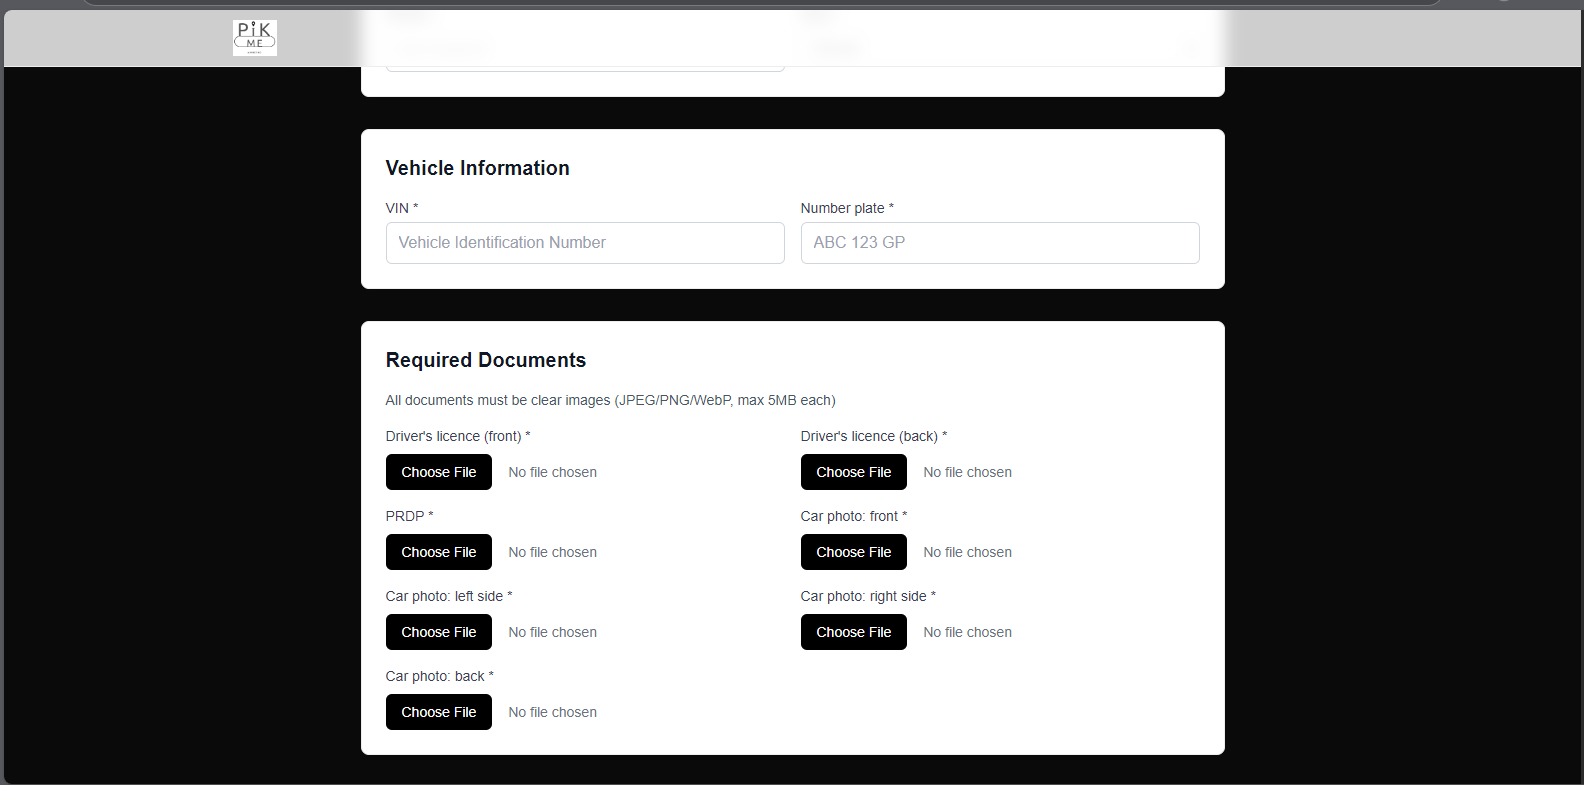 PiK
ME
Vehicle Information
VIN *
Number plate *
Vehicle Identification Number
ABC 123 GP
Required Documents
All documents must be clear images (JPEG/PNG/WebP, max 5MB each)
Driver's licence (front) *
Driver's licence (back) *
Choose File No file chosen
Choose File No file chosen
PRDP *
Car photo: front *
Choose File No file chosen
Choose File No file chosen
Car photo: left side *
Car photo: right side *
Choose File No file chosen
Choose File No file chosen
Car photo: back *
Choose File No file chosen